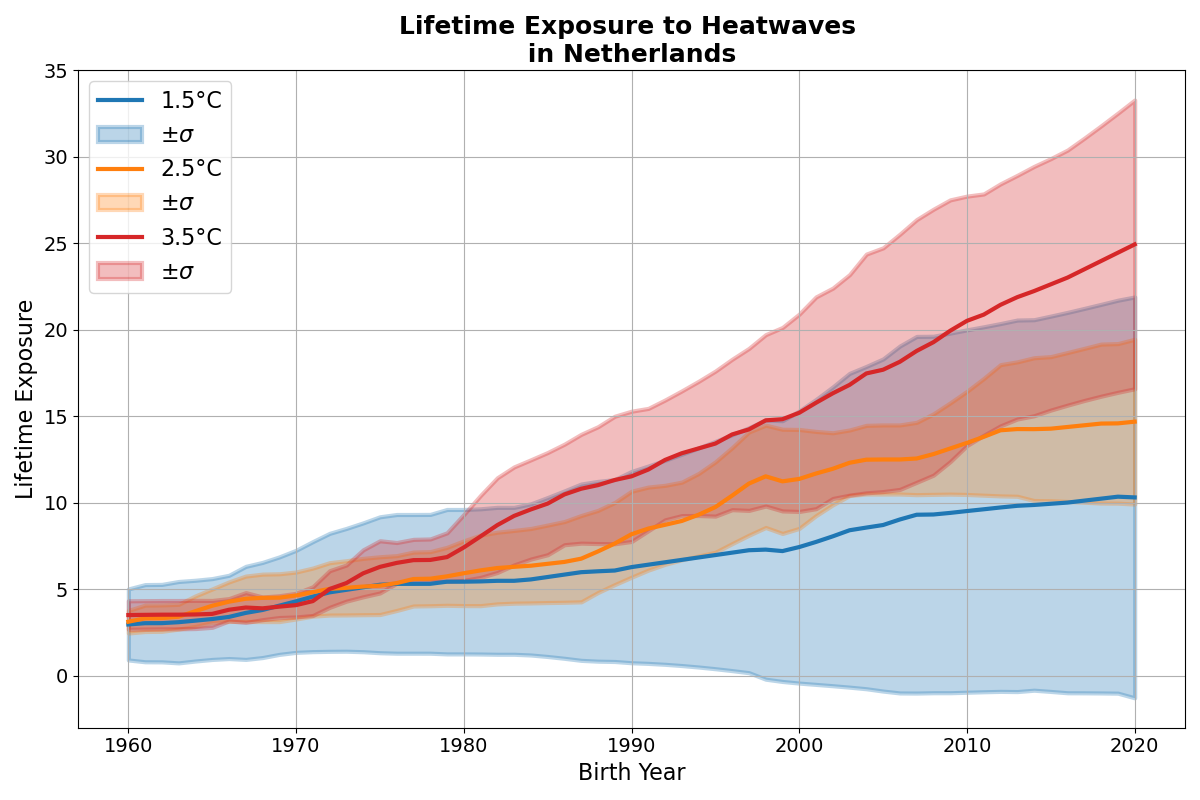 Lifetime Exposure to Heatwaves
in Netherlands
35
30
25
20
15
10
5
0
Lifetime Exposure
1.5°C
±σ
2.5°C
±σ
3.5°C
±σ
1960 1970 1980 1990 2000 2010 2020
Birth Year